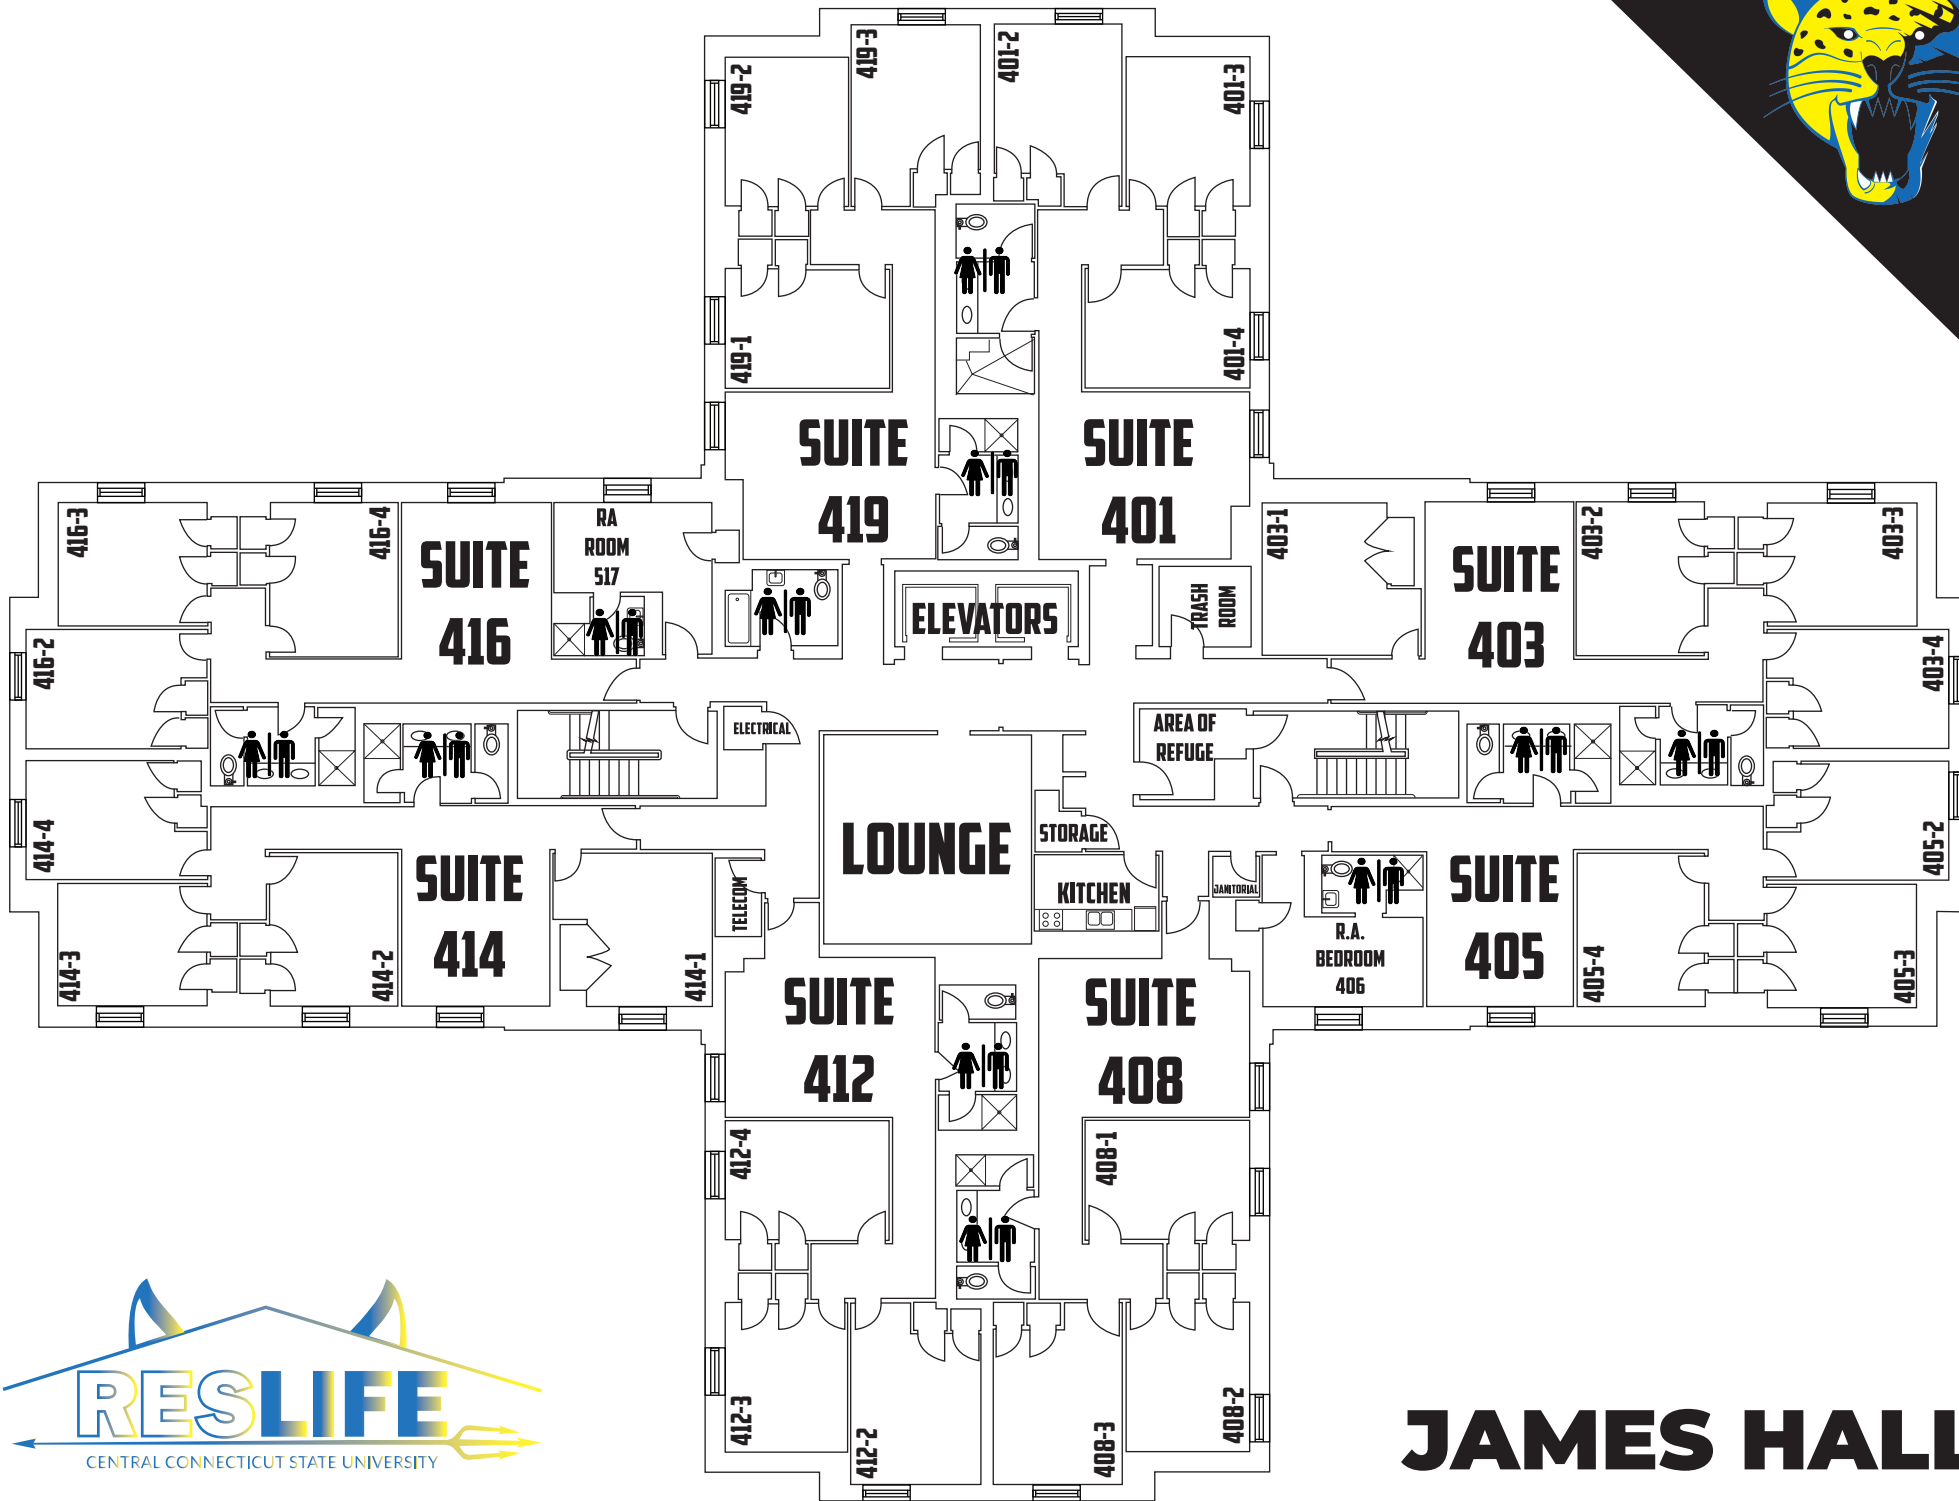 419-3
401-2
419-2
401-3
419-1
401-4
SUITE
419
SUITE
401
416-3
416-4
SUITE
416
RA
ROOM
517
ELEVATORS
TRASH
ROOM
403-1
SUITE
403
403-2
403-3
416-2
403-4
ELECTRICAL
AREA OF
REFUGE
414-4
LOUNGE
STORAGE
405-2
414-3
414-2
SUITE
414
414-1
TELECOM
KITCHEN
JANITORIAL
R.A.
BEDROOM
406
SUITE
405
405-4
405-3
SUITE
412
SUITE
408
412-4
408-1
412-3
412-2
408-3
408-2
RESLIFE
CENTRAL CONNECTICUT STATE UNIVERSITY
JAMES HALL